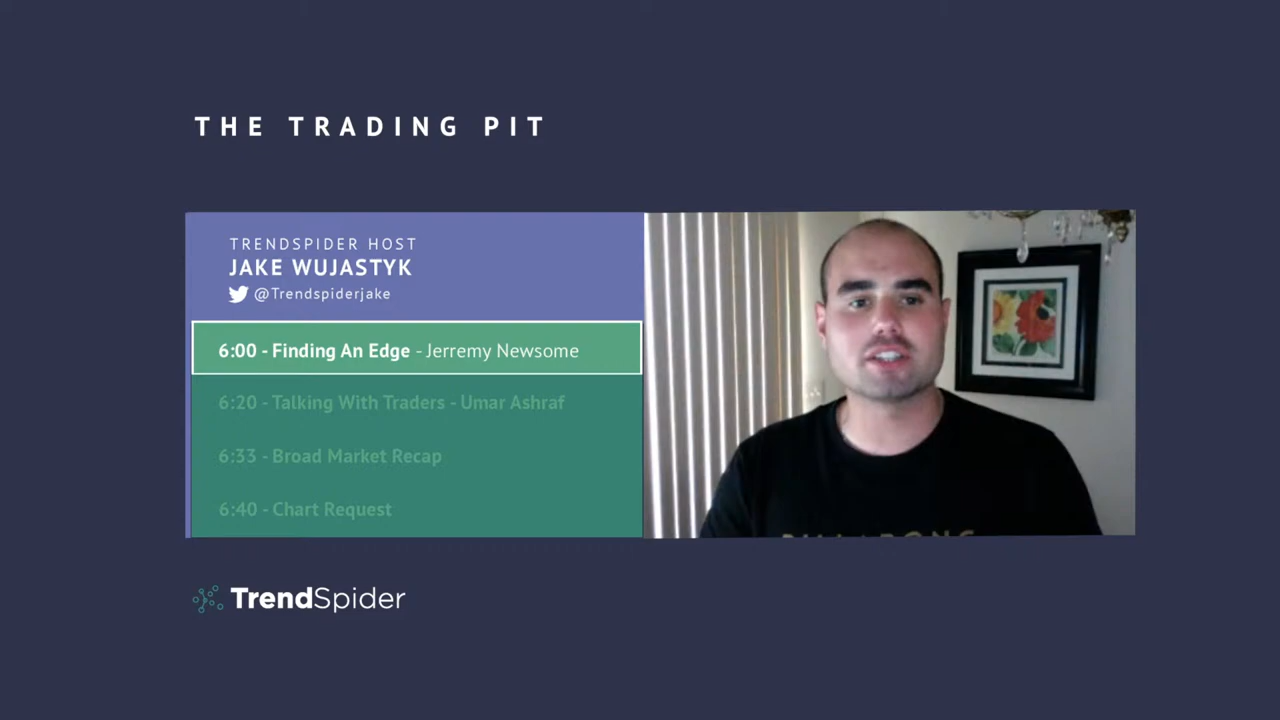 THE TRADING PIT
TRENDSPIDER HOST
JAKE WUJASTYK
@Trendspiderjake
6:00 - Finding An Edge - Jerremy Newsome
6:20 - Talking With Traders - Umar Ashraf
6:33 - Broad Market Recap
6:40 - Chart Request
BILLABONG
TrendSpider